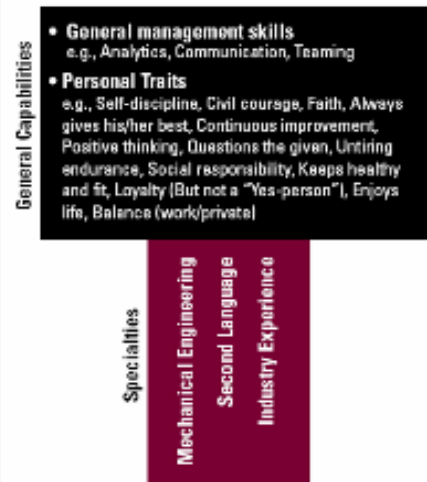 General Capabilities
• General management skills
e.g., Analytics, Communication, Teaming
• Personal Traits
e.g., Self-discipline, Civil courage, Faith, Always
gives his/her best, Continuous improvement,
Positive thinking, Questions the given, Untiring
endurance, Social responsibility, Keeps healthy
and fit, Loyalty (But not a "Yes-person"), Enjoys
life, Balance (work/private)
Specialties
Mechanical Engineering
Second Language
Industry Experience